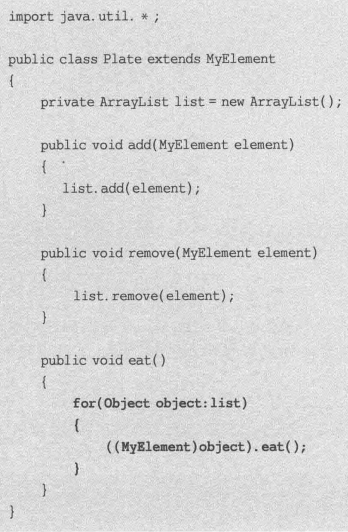 import java.util. * ;
public class Plate extends MyElement
{
private ArrayList list = new ArrayList();
public void add(MyElement element)
{
list.add(element);
}
public void remove(MyElement element)
{
list.remove(element);
}
public void eat()
{
for(Object object:list)
{
((MyElement)object).eat();
}
}
}